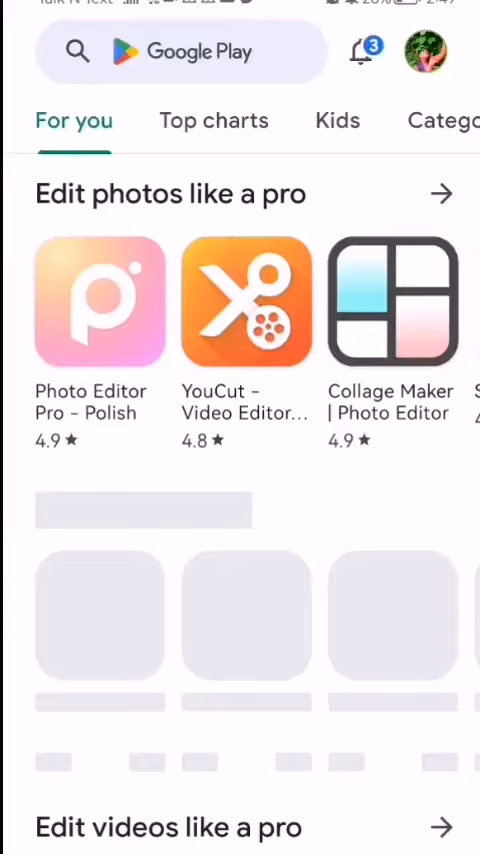 Google Play
3
For you
Top charts
Kids
Catego
Edit photos like a pro
Photo Editor
Pro - Polish
4.9 ★
YouCut -
Video Editor...
4.8 ★
Collage Maker
| Photo Editor
4.9 ★
Edit videos like a pro